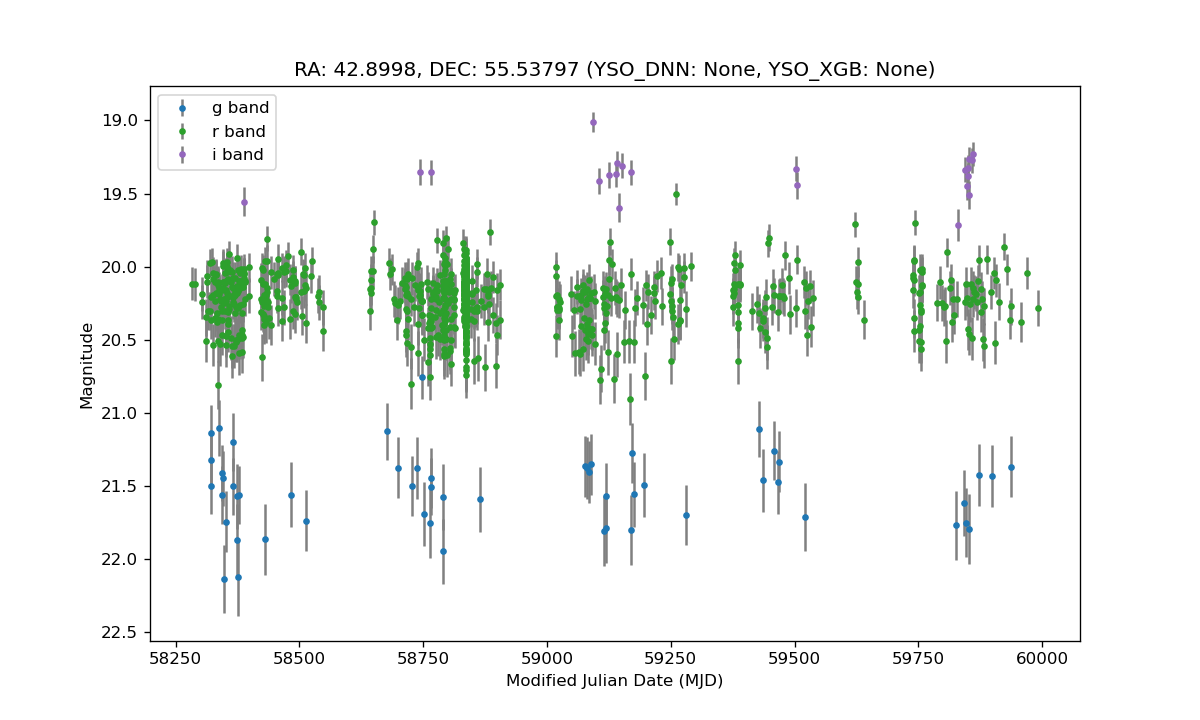 RA: 42.8998, DEC: 55.53797 (YSO_DNN: None, YSO_XGB: None)
g band
r band
i band
19.0
19.5
20.0
20.5
21.0
21.5
22.0
22.5
Magnitude
58250 58500 58750 59000 59250 59500 59750 60000
Modified Julian Date (MJD)